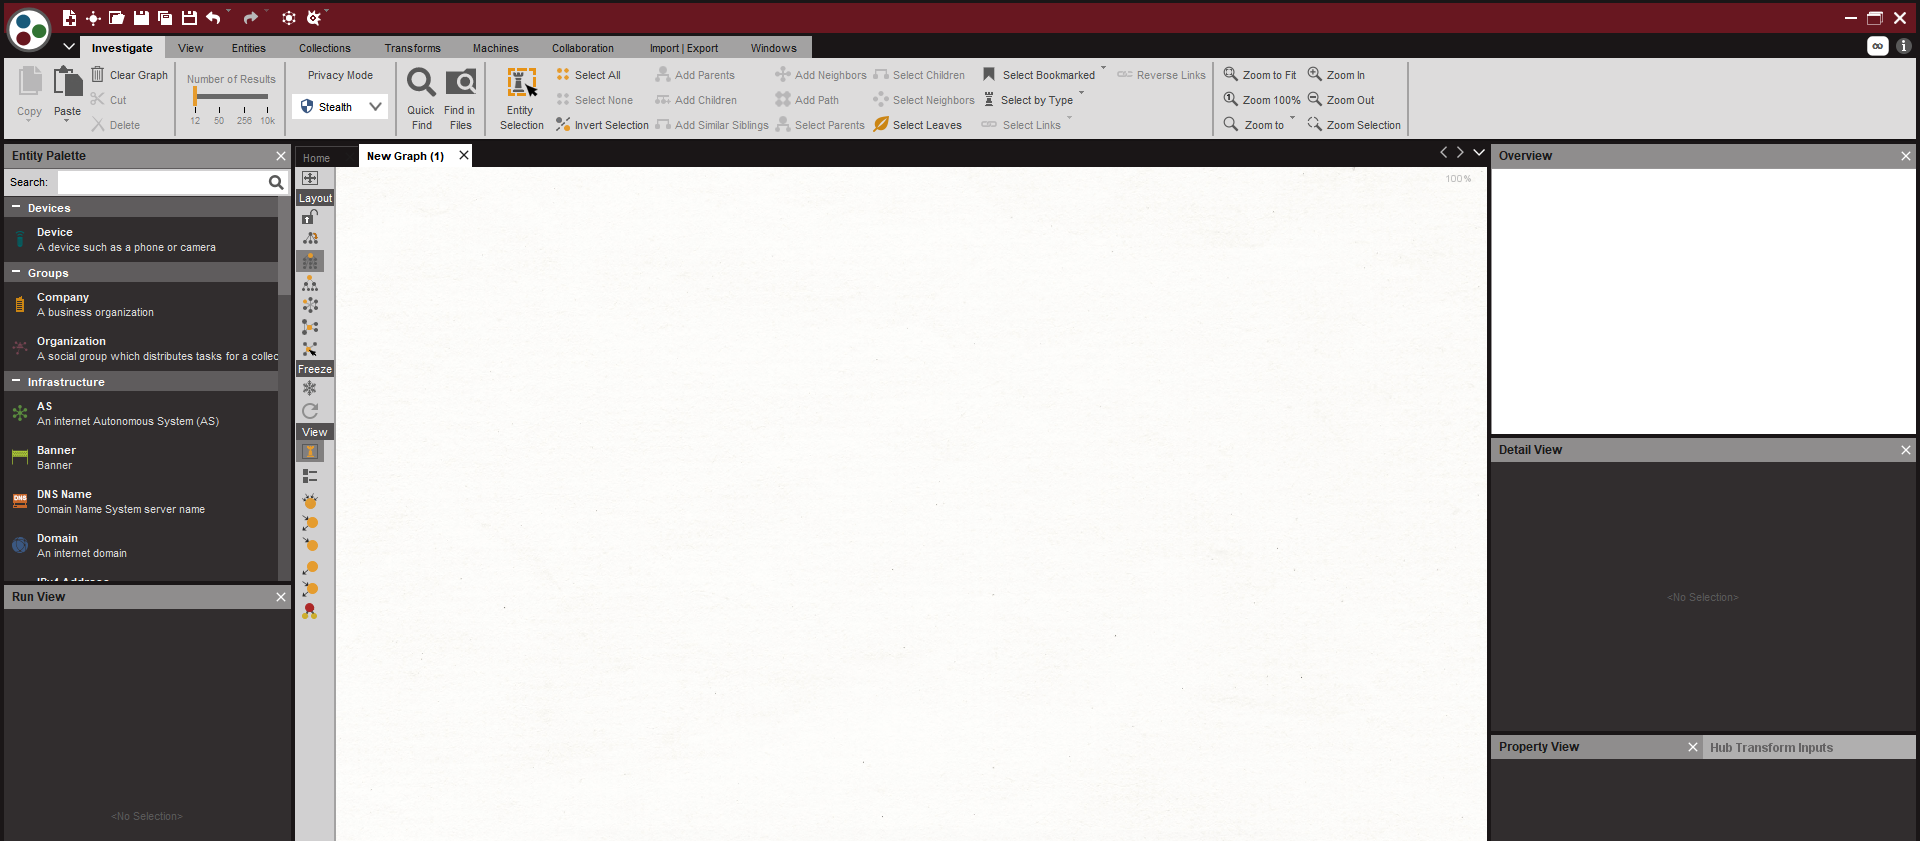 Investigate View Entities Collections Transforms Machines Collaboration Import | Export Windows
Copy
Paste
Clear Graph
Cut
Delete
Number of Results
12 50 256 10k
Privacy Mode
Stealth
Quick
Find
Find in
Files
Entity
Selection
Select All
Select None
Invert Selection
Add Parents
Add Children
Add Similar Siblings
Add Neighbors
Add Path
Select Parents
Select Children
Select Neighbors
Select Leaves
Select Bookmarked
Select by Type
Select Links
Reverse Links
Zoom to Fit
Zoom 100%
Zoom to
Zoom In
Zoom Out
Zoom Selection
Entity Palette
Search:
Devices
Device
A device such as a phone or camera
Groups
Company
A business organization
Organization
A social group which distributes tasks for a collec
Infrastructure
AS
An internet Autonomous System (AS)
Banner
Banner
DNS
DNS Name
Domain Name System server name
Domain
An internet domain
Run View
<No Selection>
Home
New Graph (1)
Layout
Freeze
View
100%
Overview
Detail View
<No Selection>
Property View
Hub Transform Inputs